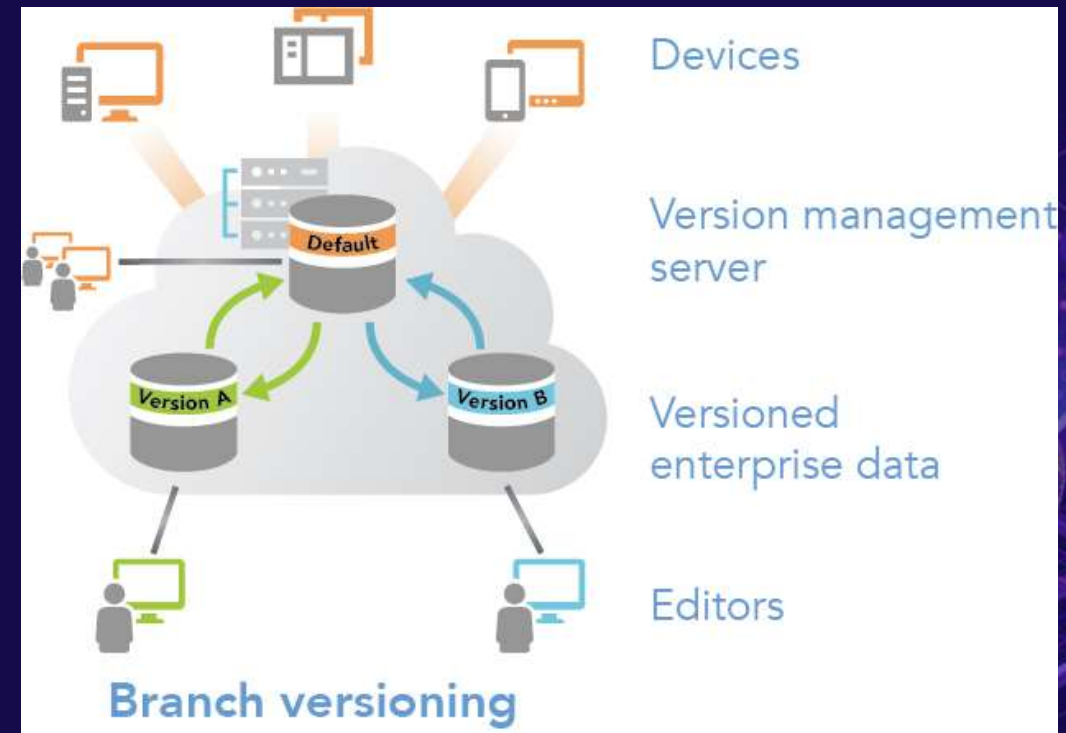 Devices
Version management
server
Default
Version A
Version B
Versioned
enterprise data
Editors
Branch versioning